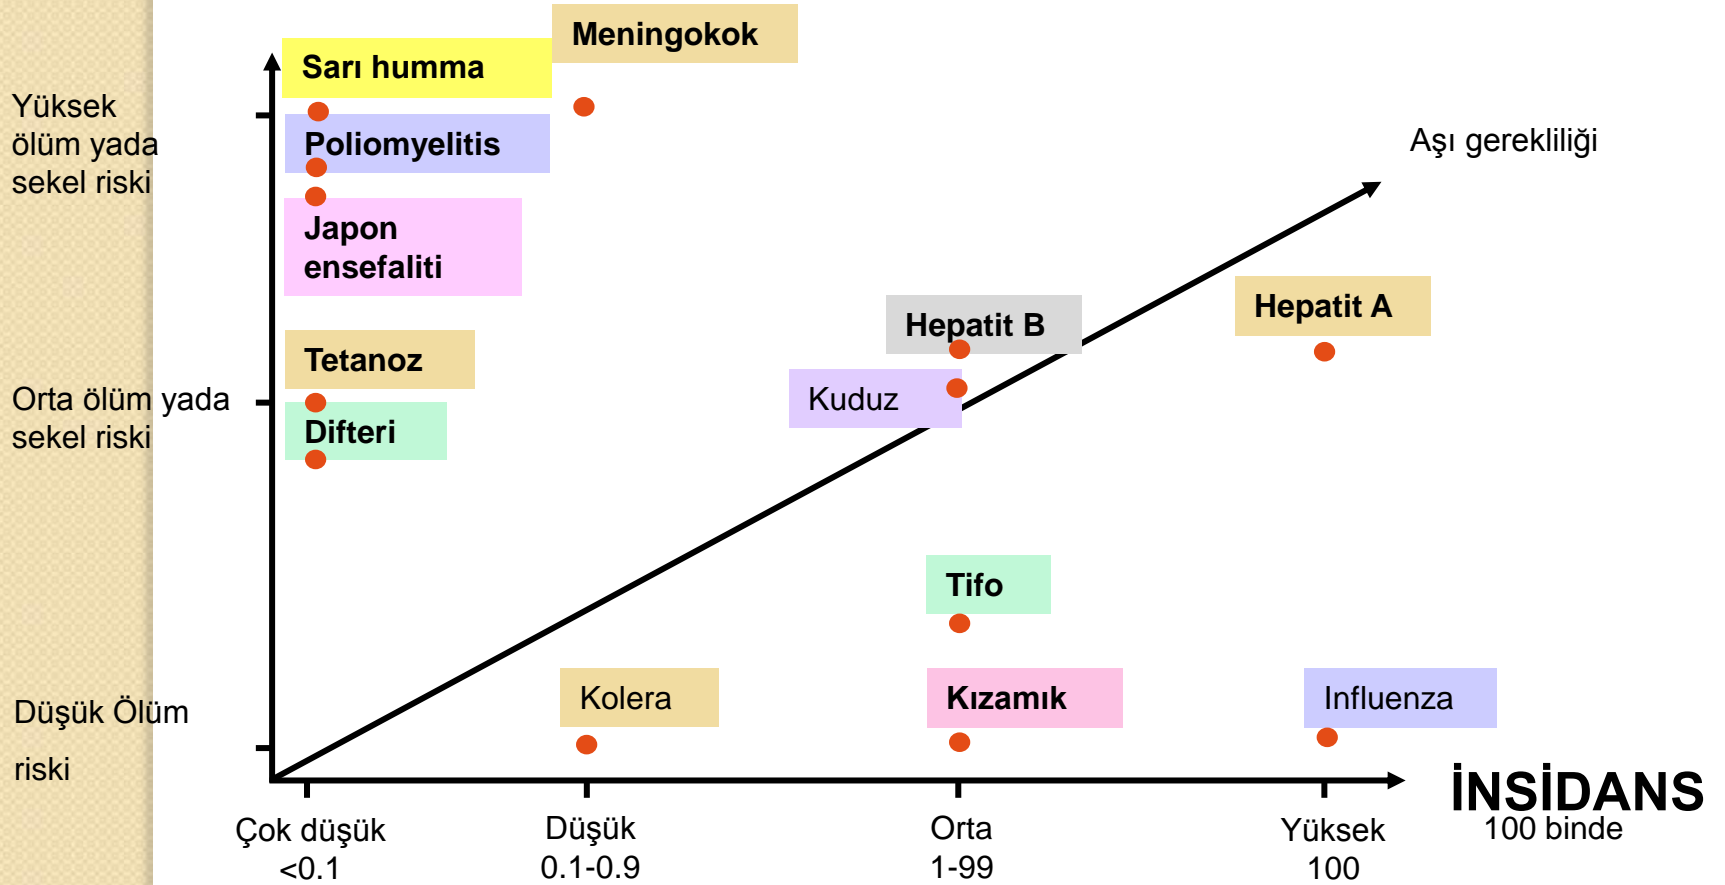 Meningokok
Sarı humma
Yüksek
ölüm yada
sekel riski
Poliomyelitis
Aşı gerekliliği
Japon
ensefaliti
Hepatit A
Hepatit B
Tetanoz
Orta ölüm yada
sekel riski
Kuduz
Difteri
Tifo
Düşük Ölüm
riski
Kolera
Kızamık
Influenza
İNSİDANS
100 binde
Çok düşük
<0.1
Düşük
0.1-0.9
Orta
1-99
Yüksek
100